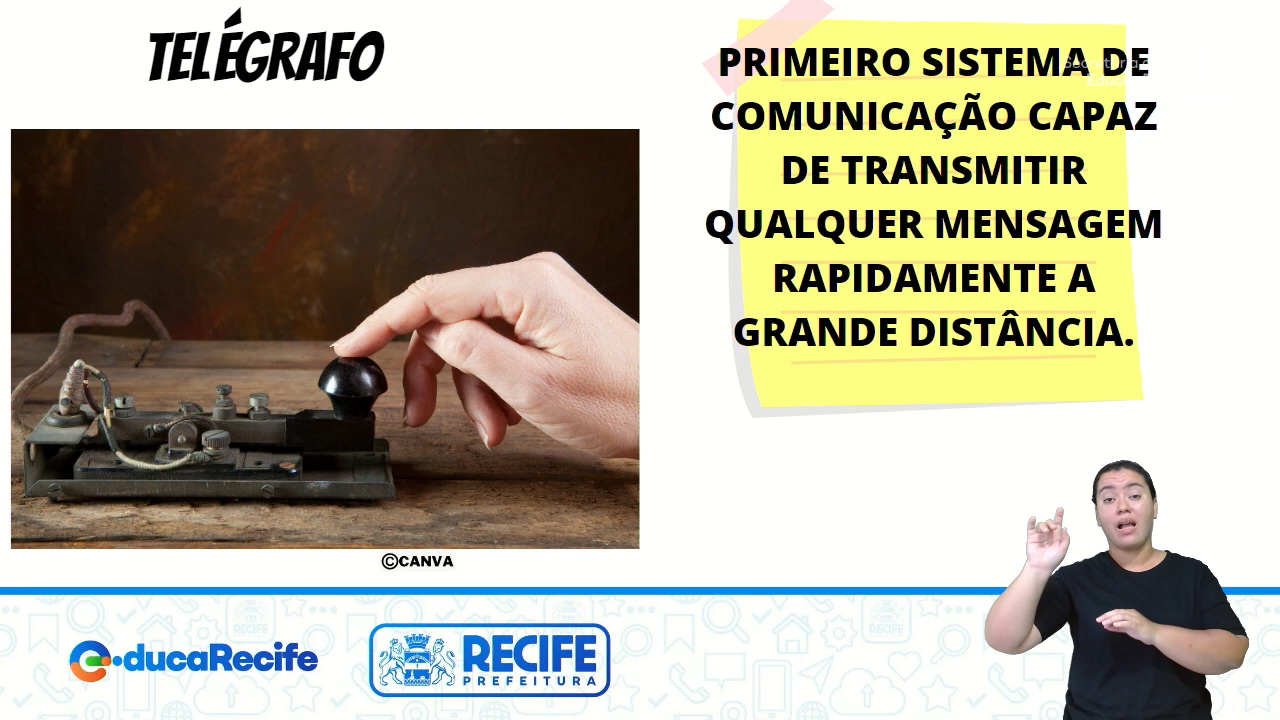 TELÉGRAFO
PRIMEIRO SISTEMA DE
COMUNICAÇÃO CAPAZ
DE TRANSMITIR
QUALQUER MENSAGEM
RAPIDAMENTE A
GRANDE DISTÂNCIA.
©CANVA
educaRecife
RECIFE
PREFEITURA